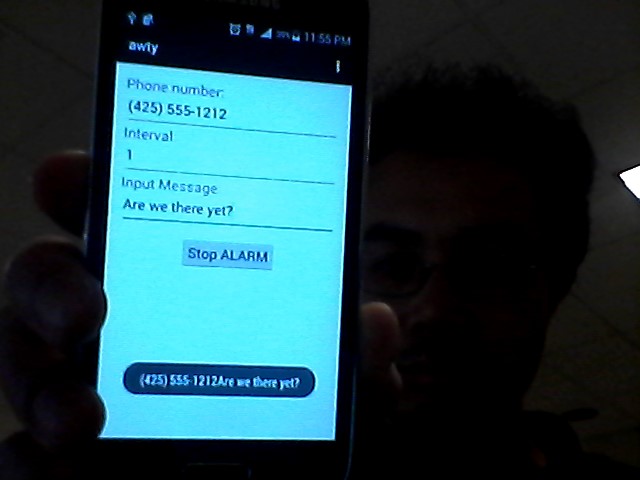 11:55 PM
awty
Phone number:
(425) 555-1212
Interval
1
Input Message
Are we there yet?
Stop ALARM
(425) 555-1212Are we there yet?